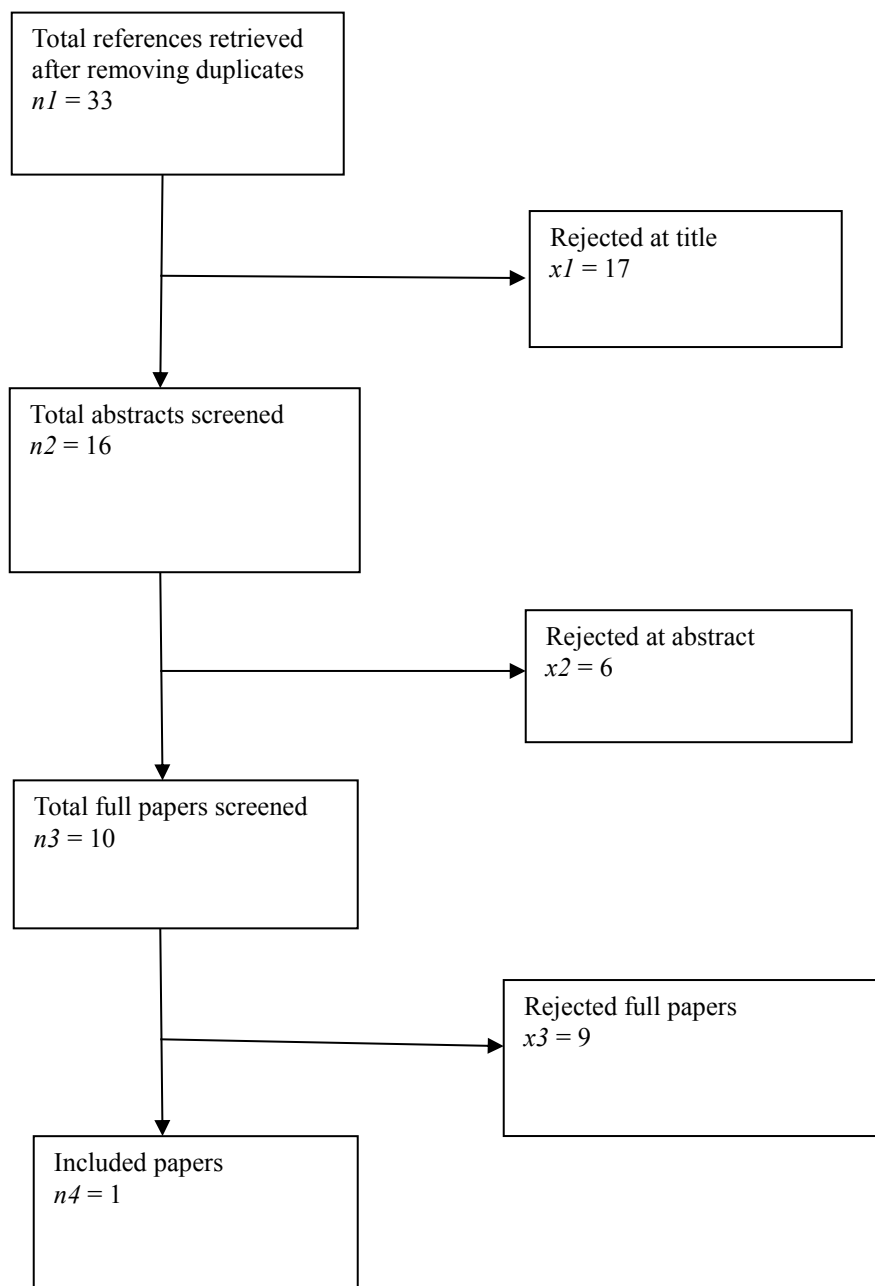 Total references retrieved
after removing duplicates
n1 = 33
Rejected at title
x1 = 17
Total abstracts screened
n2 = 16
Rejected at abstract
x2 = 6
Total full papers screened
n3 = 10
Rejected full papers
x3 = 9
Included papers
n4 = 1